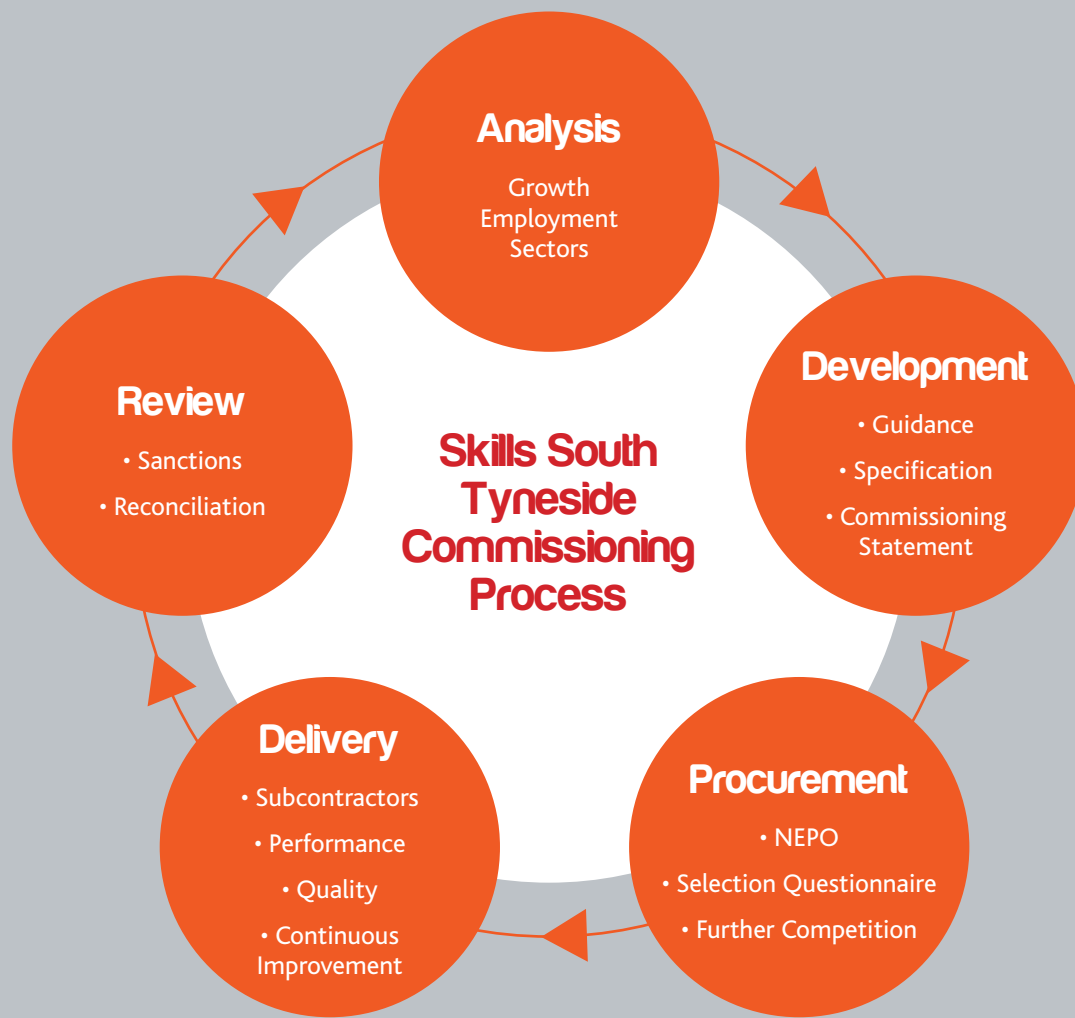 Analysis
Growth
Employment
Sectors
Development
• Guidance
• Specification
• Commissioning
Statement
Procurement
• NEPO
• Selection Questionnaire
• Further Competition
Delivery
• Subcontractors
• Performance
• Quality
• Continuous
Improvement
Review
• Sanctions
• Reconciliation
Skills South
Tyneside
Commissioning
Process